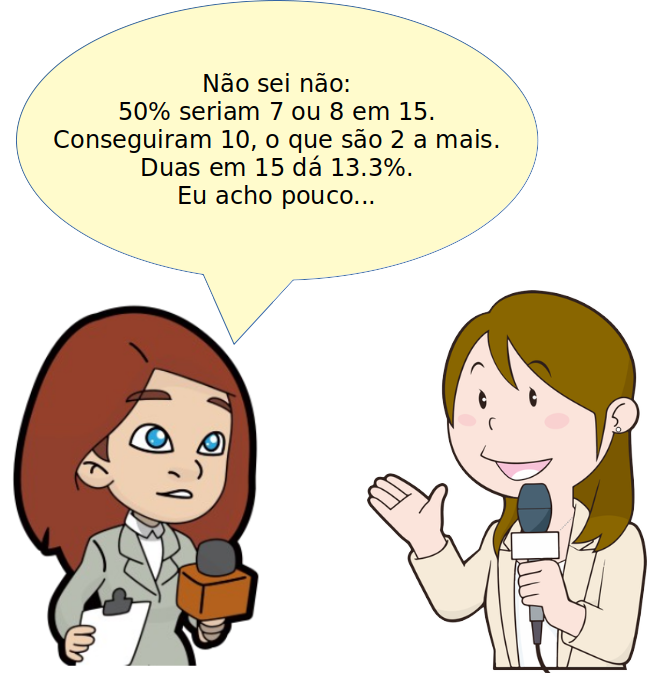 Não sei não:
50% seriam 7 ou 8 em 15.
Conseguiram 10, o que são 2 a mais.
Duas em 15 dá 13.3%.
Eu acho pouco...